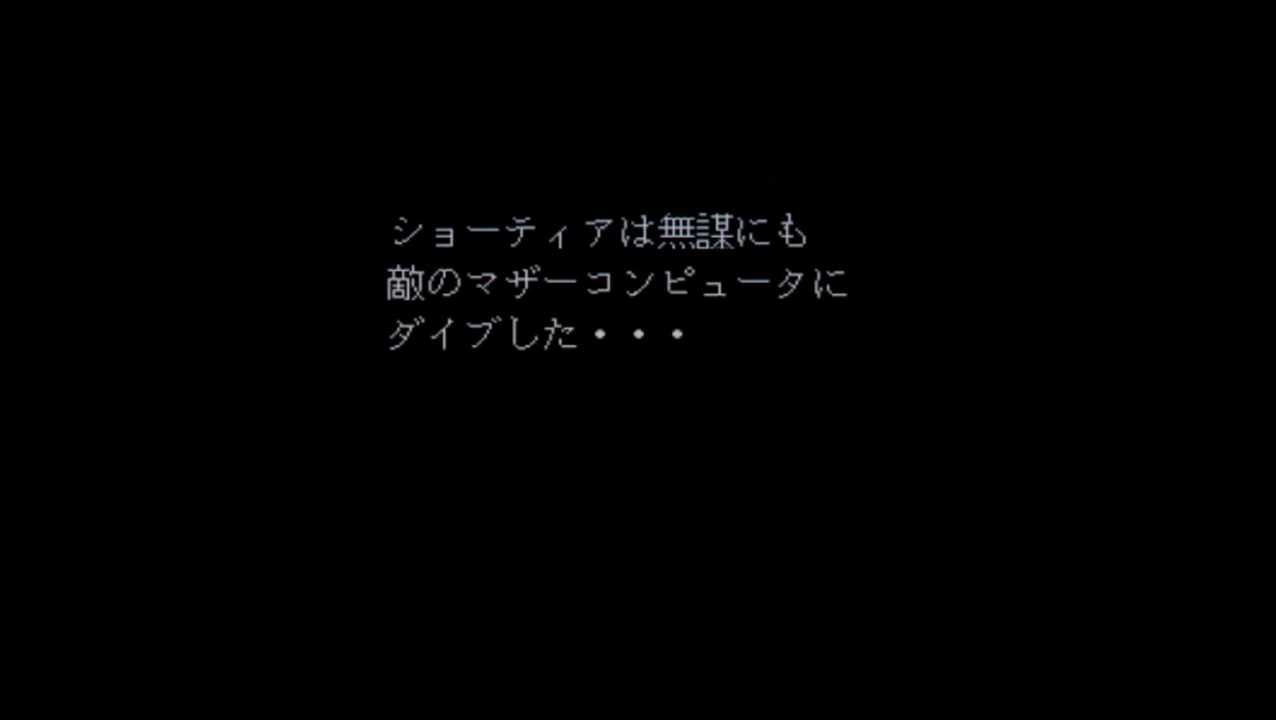 ショーティアは無謀にも
敵のマザーコンピュータに
ダイブした・・・